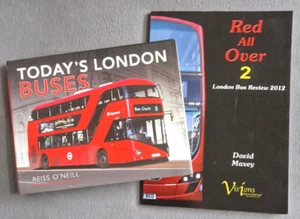 TODAY'S LONDON
BUSES
REISS O'NEILL
Red
All
Over
2
London Bus Review 2012
David
Maxey
Visions